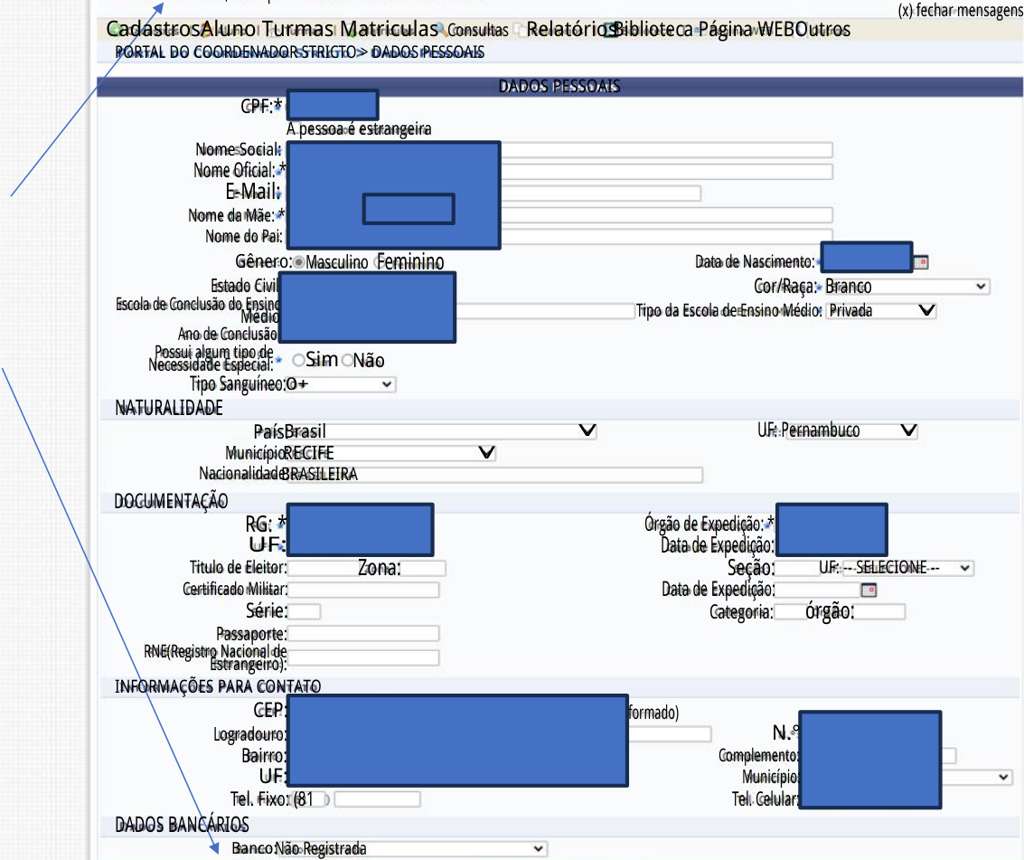 (x) fechar mensagens
Cadastros Aluno Turmas Matriculas Consultas Relatórios Biblioteca Página WEB Outros
PORTAL DO COORDENADOR STRICTO > DADOS PESSOAIS
DADOS PESSOAIS
CPF:*
A pessoa é estrangeira
Nome Social:
Nome Oficial: *
E-Mail:
Nome da Mãe: *
Nome do Pai:
Gênero: Masculino Feminino Data de Nascimento:
Estado Civil Cor/Raça: Branco
Escola de Conclusão do Ensino
Médio Tipo da Escola de Ensino Médio: Privada
Ano de Conclusão
Possui algum tipo de
Necessidade Especial: Sim Não
Tipo Sanguíneo: O+
NATURALIDADE
País: Brasil UF: Pernambuco
Município RECIFE
Nacionalidade BRASILEIRA
DOCUMENTAÇÃO
RG: * Órgão de Expedição: *
UF: Data de Expedição:
Titulo de Eleitor: Zona: Seção: UF: -- SELECIONE --
Certificado Militar: Data de Expedição:
Série: Categoria: órgão:
Passaporte:
RNE(Registro Nacional de
Estrangeiro):
INFORMAÇÕES PARA CONTATO
CEP: formado)
Logradouro: N.º
Bairro: Complemento:
UF: Município:
Tel. Fixo: (81 ) Tel. Celular:
DADOS BANCÁRIOS
Banco: Não Registrada